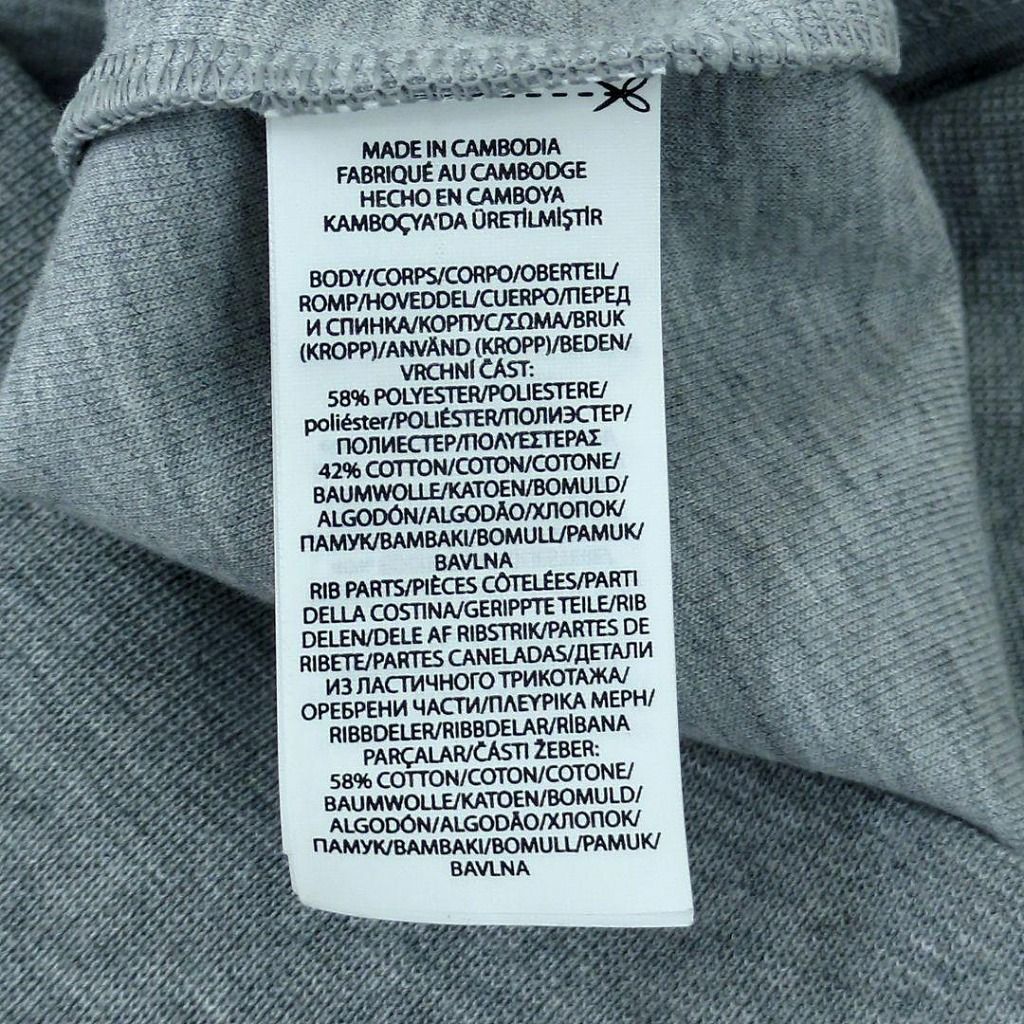 MADE IN CAMBODIA
FABRIQUÉ AU CAMBODGE
HECHO EN CAMBOYA
KAMBOÇYA'DA ÜRETİLMİŞTİR
BODY/CORPS/CORPO/OBERTEIL/
ROMP/HOVEDDEL/CUERPO/ПЕРЕД
И СПИНКА/КОРПУС/ΣΩΜΑ/BRUK
(KROPP)/ANVÄND (KROPP)/BEDEN/
VRCHNÍ ČÁST:
58% POLYESTER/POLIESTERE/
poliéster/POLIÉSTER/ПОЛИЭСТЕР/
ПОЛИЕСТЕР/ΠΟΛΥΕΣΤΕΡΑΣ
42% COTTON/COTON/COTONE/
BAUMWOLLE/KATOEN/BOMULD/
ALGODÓN/ALGODÃO/ХЛОПОК/
ПАМУК/ΒΑΜΒΑΚΙ/BOMULL/PAMUK/
BAVLNA
RIB PARTS/PIÈCES CÔTELÉES/PARTI
DELLA COSTINA/GERIPPTE TEILE/RIB
DELEN/DELE AF RIBSTRIK/PARTES DE
RIBETE/PARTES CANELADAS/ДЕТАЛИ
ИЗ ЛАСТИЧНОГО ТРИКОТАЖА/
ОРЕБРЕНИ ЧАСТИ/ΠΛΕΥΡΙΚΑ ΜΕΡΗ/
RIBBDELER/RIBBDELAR/RİBANA
PARÇALAR/ČÁSTI ŽEBER:
58% COTTON/COTON/COTONE/
BAUMWOLLE/KATOEN/BOMULD/
ALGODÓN/ALGODÃO/ХЛОПОК/
ПАМУК/ΒΑΜΒΑΚΙ/BOMULL/PAMUK/
BAVLNA